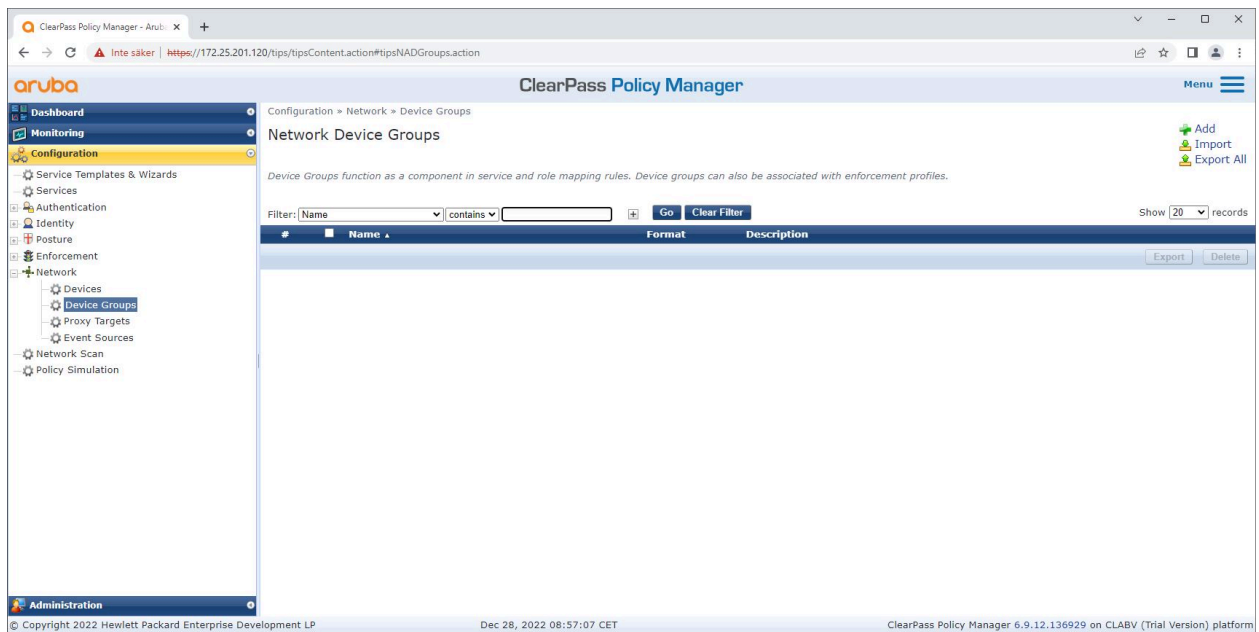 ClearPass Policy Manager - Arub
Inte säker | https://172.25.201.120/tips/tipsContent.action#tipsNADGroups.action
aruba
ClearPass Policy Manager
Menu
Dashboard
Monitoring
Configuration
Service Templates & Wizards
Services
Authentication
Identity
Posture
Enforcement
Network
Devices
Device Groups
Proxy Targets
Event Sources
Network Scan
Policy Simulation
Administration
Configuration » Network » Device Groups
Network Device Groups
Add
Import
Export All
Device Groups function as a component in service and role mapping rules. Device groups can also be associated with enforcement profiles.
Filter: Name contains + Go Clear Filter Show 20 records
# Name Format Description
Export Delete
© Copyright 2022 Hewlett Packard Enterprise Development LP Dec 28, 2022 08:57:07 CET ClearPass Policy Manager 6.9.12.136929 on CLABV (Trial Version) platform